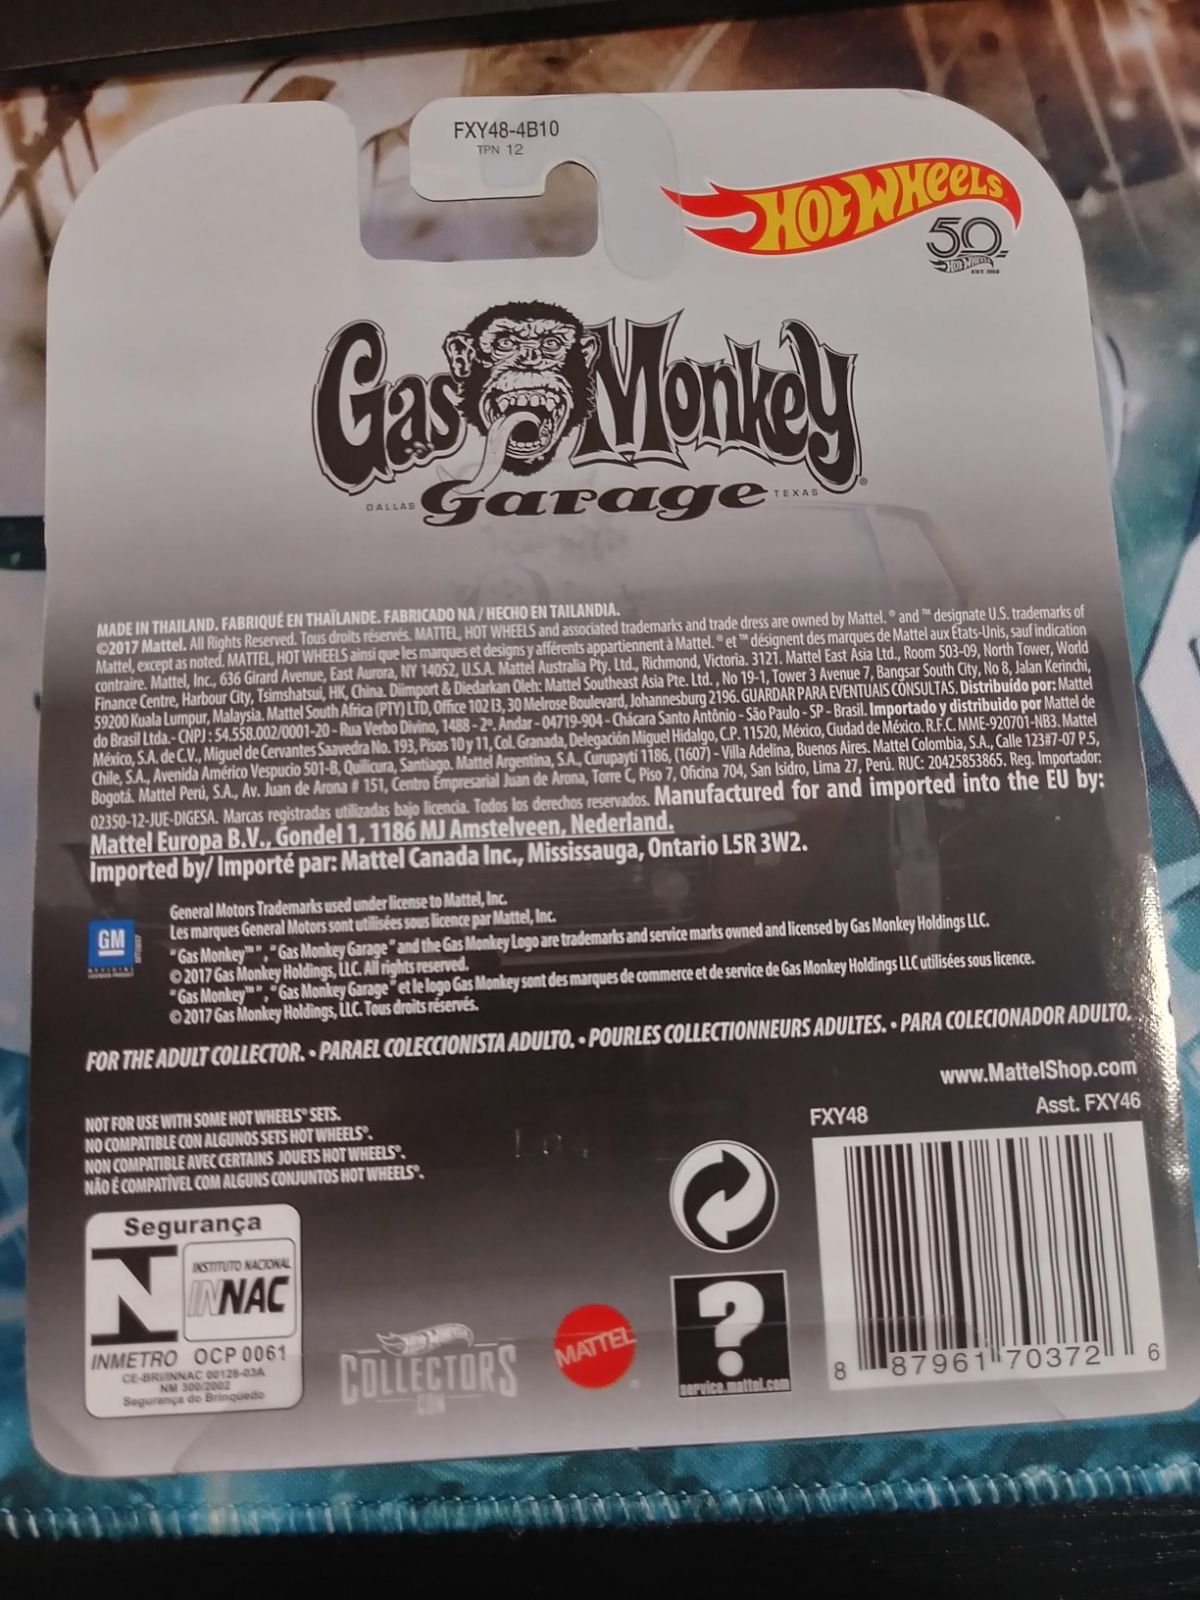 FXY48-4B10
TPN 12
HOT WHEELS
50
HOT WHEELS
Gas Monkey
DALLAS Garage TEXAS
MADE IN THAILAND. FABRIQUÉ EN THAÏLANDE. FABRICADO NA / HECHO EN TAILANDIA.
©2017 Mattel. All Rights Reserved. Tous droits réservés. MATTEL, HOT WHEELS and associated trademarks and trade dress are owned by Mattel. ® and ™ designate U.S. trademarks of
Mattel, except as noted. MATTEL, HOT WHEELS ainsi que les marques et designs y afférents appartiennent à Mattel. ® et ™ désignent des marques de Mattel aux États-Unis, sauf indication
contraire. Mattel, Inc., 636 Girard Avenue, East Aurora, NY 14052, U.S.A. Mattel Australia Pty. Ltd., Richmond, Victoria. 3121. Mattel East Asia Ltd., Room 503-09, North Tower, World
Finance Centre, Harbour City, Tsimshatsui, HK, China. Diimport & Diedarkan Oleh: Mattel Southeast Asia Pte. Ltd. , No 19-1, Tower 3 Avenue 7, Bangsar South City, No 8, Jalan Kerinchi,
59200 Kuala Lumpur, Malaysia. Mattel South Africa (PTY) LTD, Office 102 I3, 30 Melrose Boulevard, Johannesburg 2196. GUARDAR PARA EVENTUAIS CONSULTAS. Distribuído por: Mattel
do Brasil Ltda.- CNPJ : 54.558.002/0001-20 - Rua Verbo Divino, 1488 - 2º. Andar - 04719-904 - Chácara Santo Antônio - São Paulo - SP - Brasil. Importado y distribuido por Mattel de
México, S.A. de C.V., Miguel de Cervantes Saavedra No. 193, Pisos 10 y 11, Col. Granada, Delegación Miguel Hidalgo, C.P. 11520, México, Ciudad de México. R.F.C. MME-920701-NB3. Mattel
Chile, S.A., Avenida Américo Vespucio 501-B, Quilicura, Santiago. Mattel Argentina, S.A., Curupaytí 1186, (1607) - Villa Adelina, Buenos Aires. Mattel Colombia, S.A., Calle 123#7-07 P.5,
Bogotá. Mattel Perú, S.A., Av. Juan de Arona # 151, Centro Empresarial Juan de Arona, Torre C, Piso 7, Oficina 704, San Isidro, Lima 27, Perú. RUC: 20425853865. Reg. Importador:
02350-12-JUE-DIGESA. Marcas registradas utilizadas bajo licencia. Todos los derechos reservados. Manufactured for and imported into the EU by:
Mattel Europa B.V., Gondel 1, 1186 MJ Amstelveen, Nederland.
Imported by/ Importé par: Mattel Canada Inc., Mississauga, Ontario L5R 3W2.
GM
General Motors Trademarks used under license to Mattel, Inc.
Les marques General Motors sont utilisées sous licence par Mattel, Inc.
"Gas Monkey™", "Gas Monkey Garage" and the Gas Monkey Logo are trademarks and service marks owned and licensed by Gas Monkey Holdings LLC.
© 2017 Gas Monkey Holdings, LLC. All rights reserved.
"Gas Monkey™", "Gas Monkey Garage" et le logo Gas Monkey sont des marques de commerce et de service de Gas Monkey Holdings LLC utilisées sous licence.
© 2017 Gas Monkey Holdings, LLC. Tous droits réservés.
FOR THE ADULT COLLECTOR. • PARAEL COLECCIONISTA ADULTO. • POURLES COLLECTIONNEURS ADULTES. • PARA COLECIONADOR ADULTO.
www.MattelShop.com
FXY48 Asst. FXY46
NOT FOR USE WITH SOME HOT WHEELS® SETS.
NO COMPATIBLE CON ALGUNOS SETS HOT WHEELS®.
NON COMPATIBLE AVEC CERTAINS JOUETS HOT WHEELS®.
NÃO É COMPATÍVEL COM ALGUNS CONJUNTOS HOT WHEELS®.
Segurança
INSTITUTO NACIONAL
INNAC
INMETRO OCP 0061
CE-BRI/INNAC 00128-03A
NM 300/2002
Segurança do Brinquedo
HOT WHEELS
COLLECTORS
.COM
MATTEL
?
service.mattel.com
8 87961 70372 6